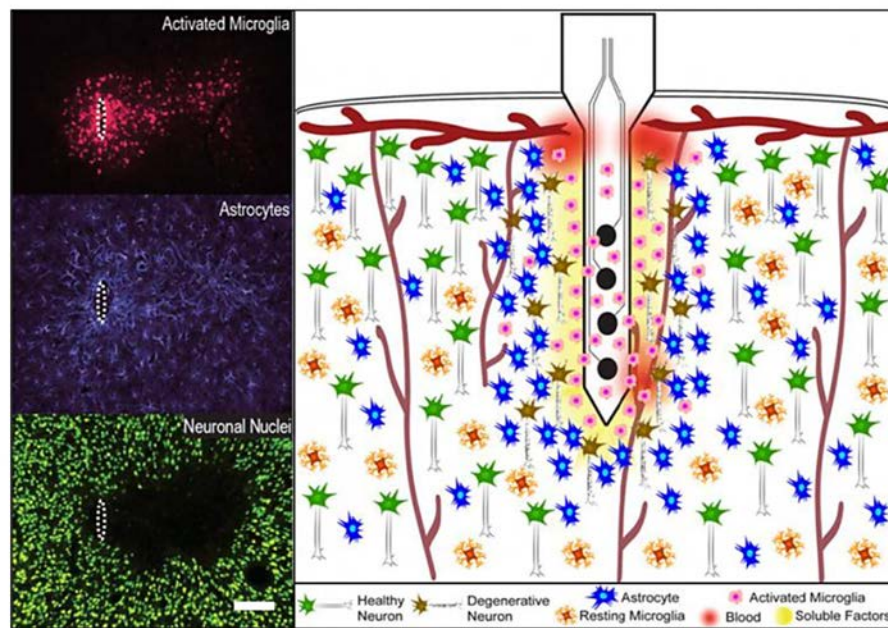 Activated Microglia
Astrocytes
Neuronal Nuclei
Healthy Neuron
Degenerative Neuron
Astrocyte
Resting Microglia
Activated Microglia
Blood
Soluble Factors